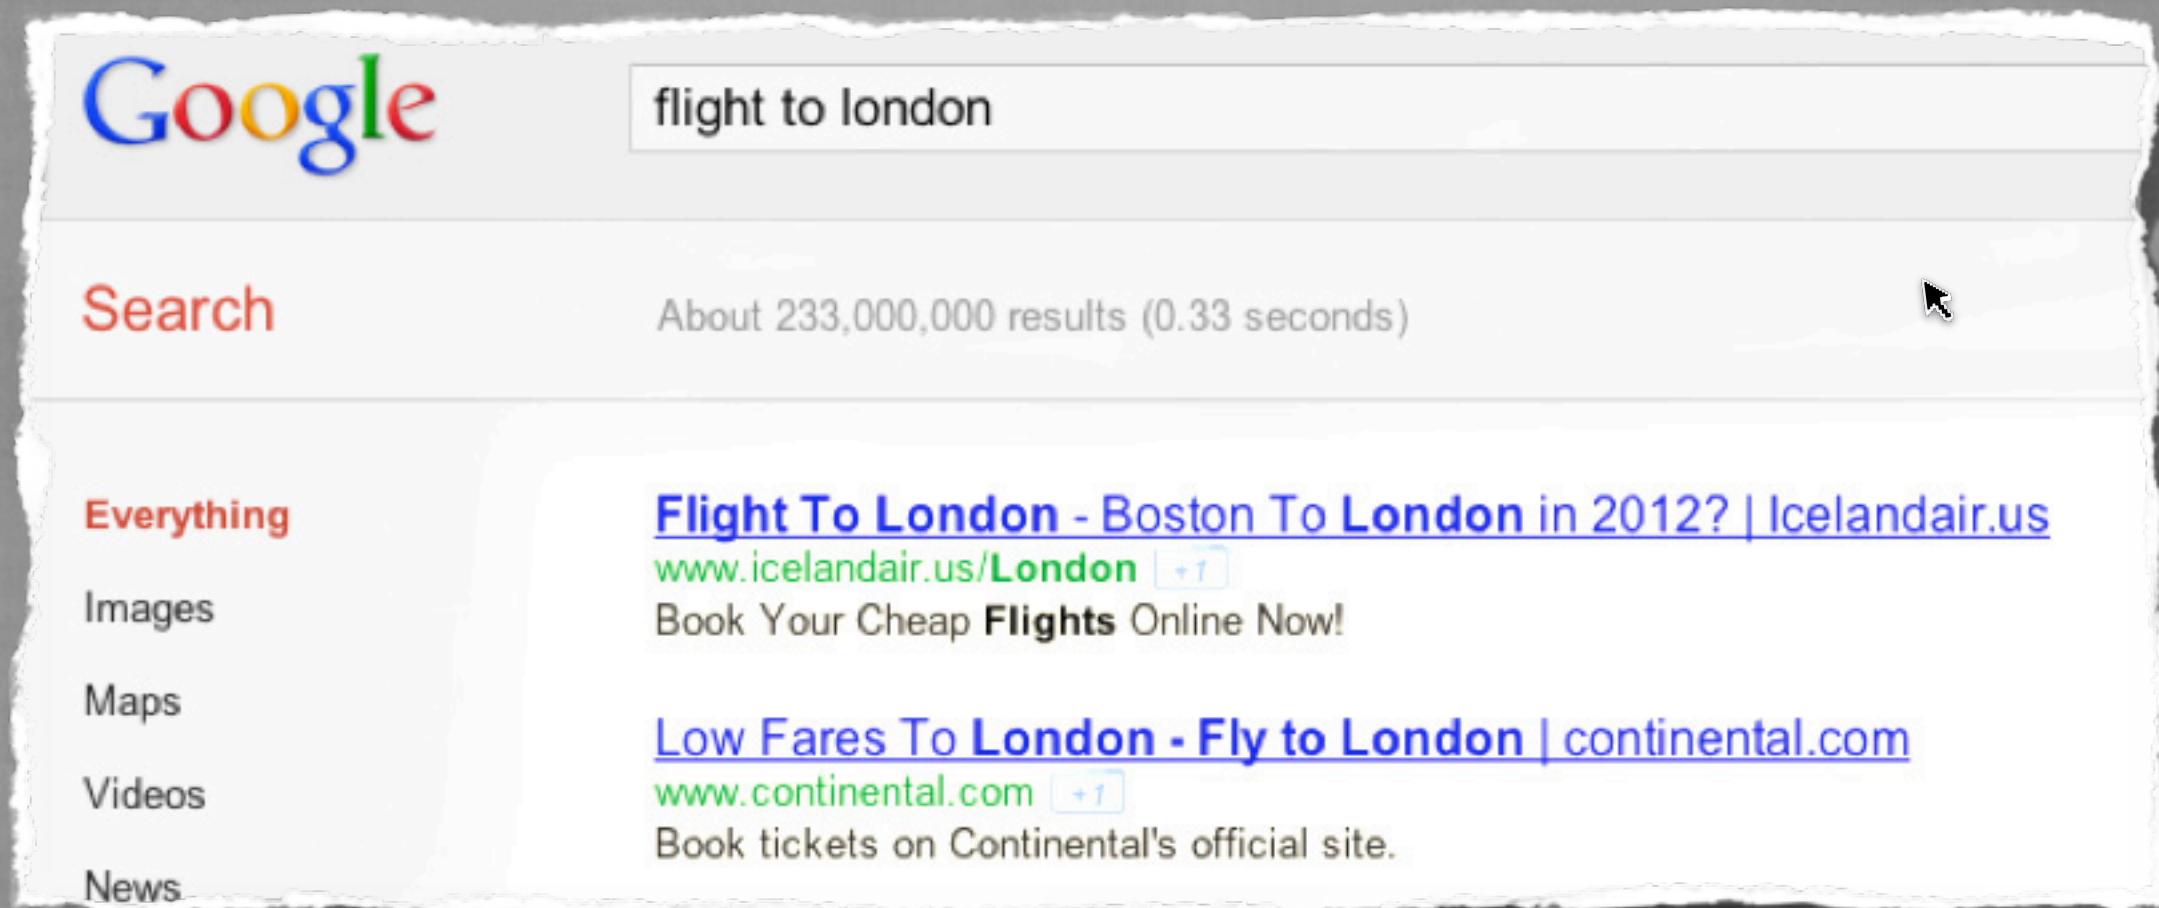 Google
flight to london
Search
About 233,000,000 results (0.33 seconds)
Everything
Images
Maps
Videos
News
Flight To London - Boston To London in 2012? | Icelandair.us
www.icelandair.us/London +1
Book Your Cheap Flights Online Now!
Low Fares To London - Fly to London | continental.com
www.continental.com +1
Book tickets on Continental's official site.